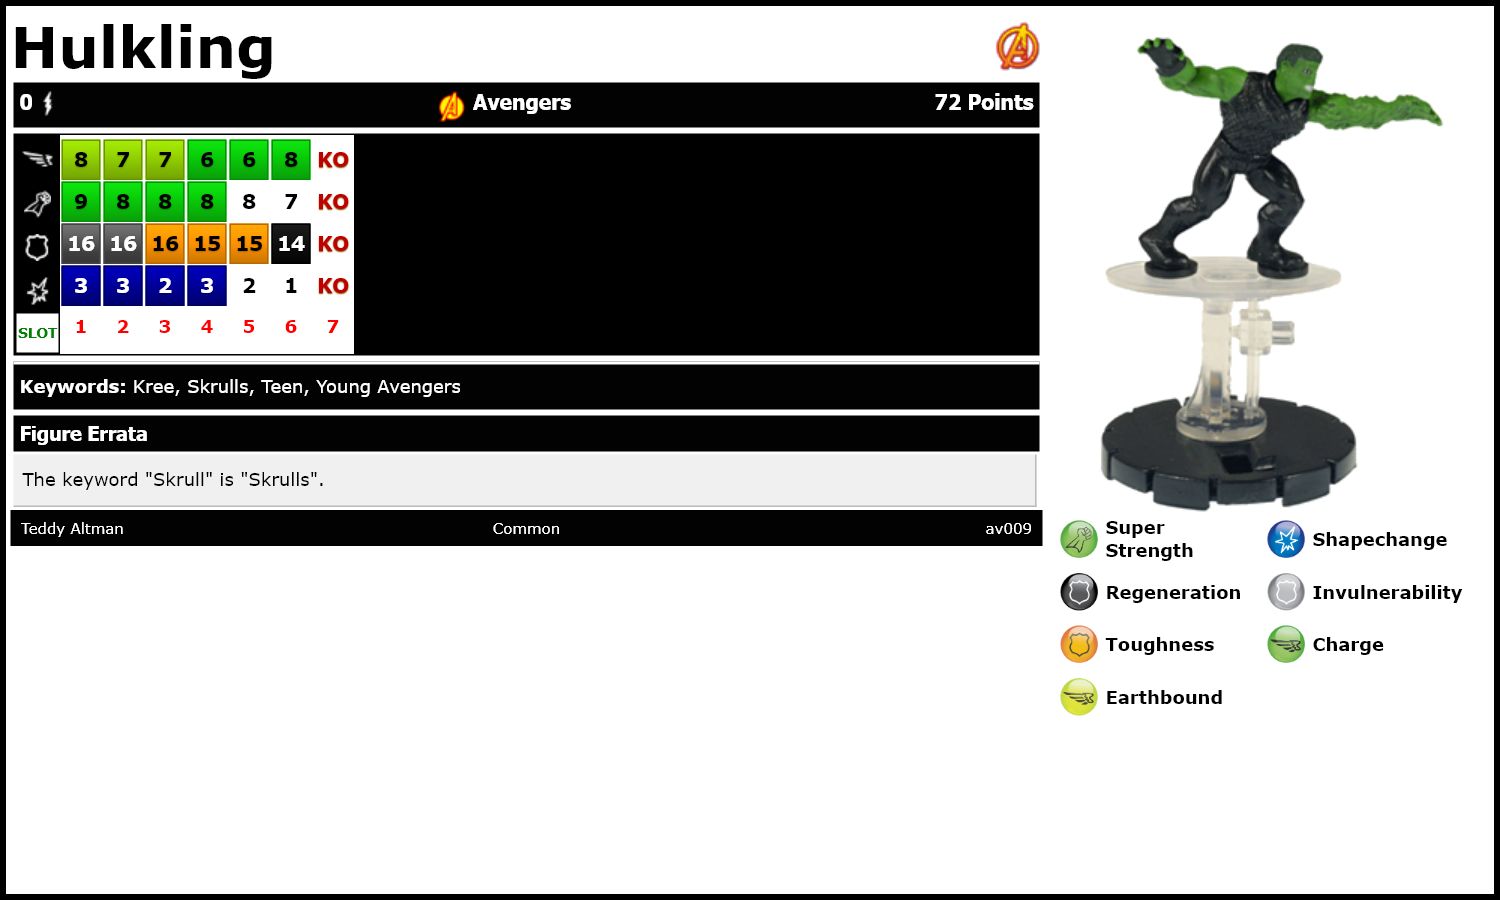 Hulkling
0 Avengers 72 Points
8 7 7 6 6 8 KO
9 8 8 8 8 7 KO
16 16 16 15 15 14 KO
3 3 2 3 2 1 KO
SLOT 1 2 3 4 5 6 7
Keywords: Kree, Skrulls, Teen, Young Avengers
Figure Errata
The keyword "Skrull" is "Skrulls".
Teddy Altman Common av009
Super
Strength
Shapechange
Regeneration
Invulnerability
Toughness
Charge
Earthbound